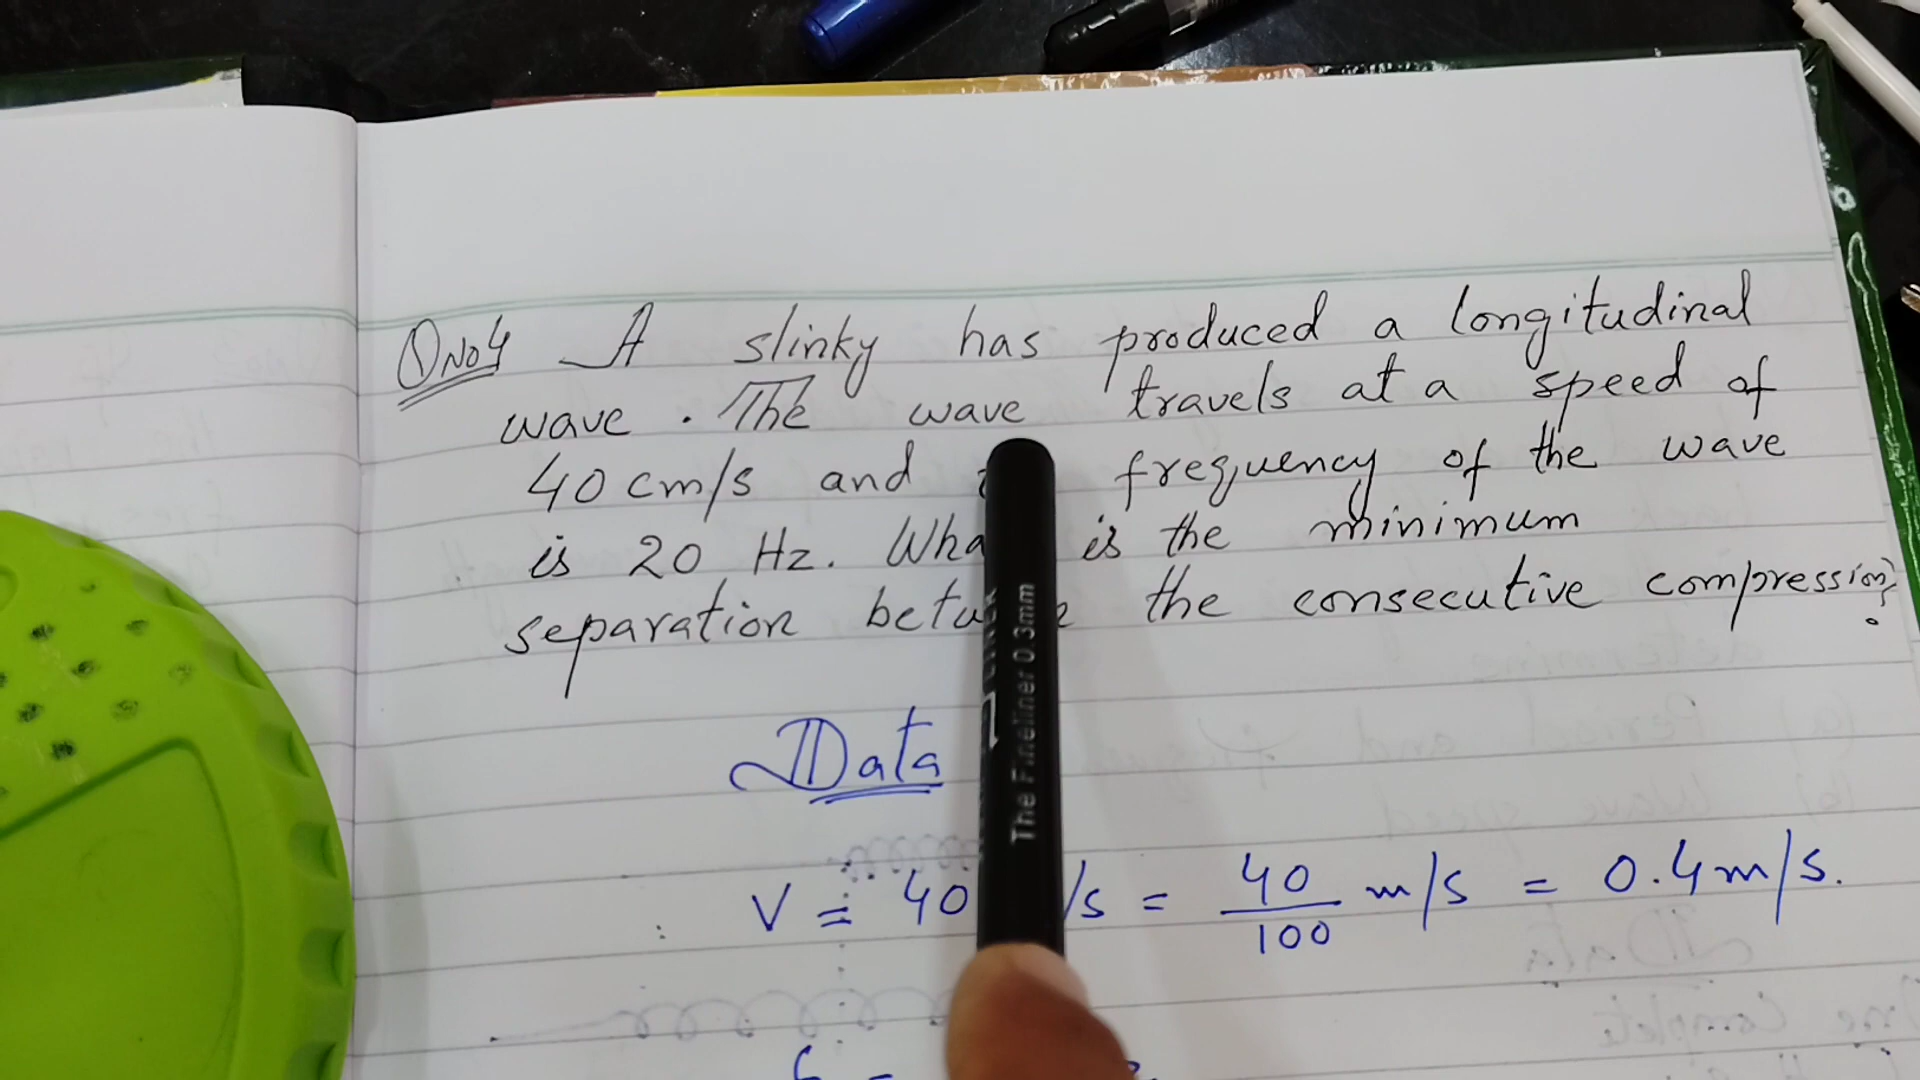 QNo4 A slinky has produced a longitudinal
wave. The wave travels at a speed of
40 cm/s and frequency of the wave
is 20 Hz. is the minimum
separation the consecutive compression?
Data
V = 40 /s = 40/100 m/s = 0.4 m/s.
The Fineliner 0.3mm